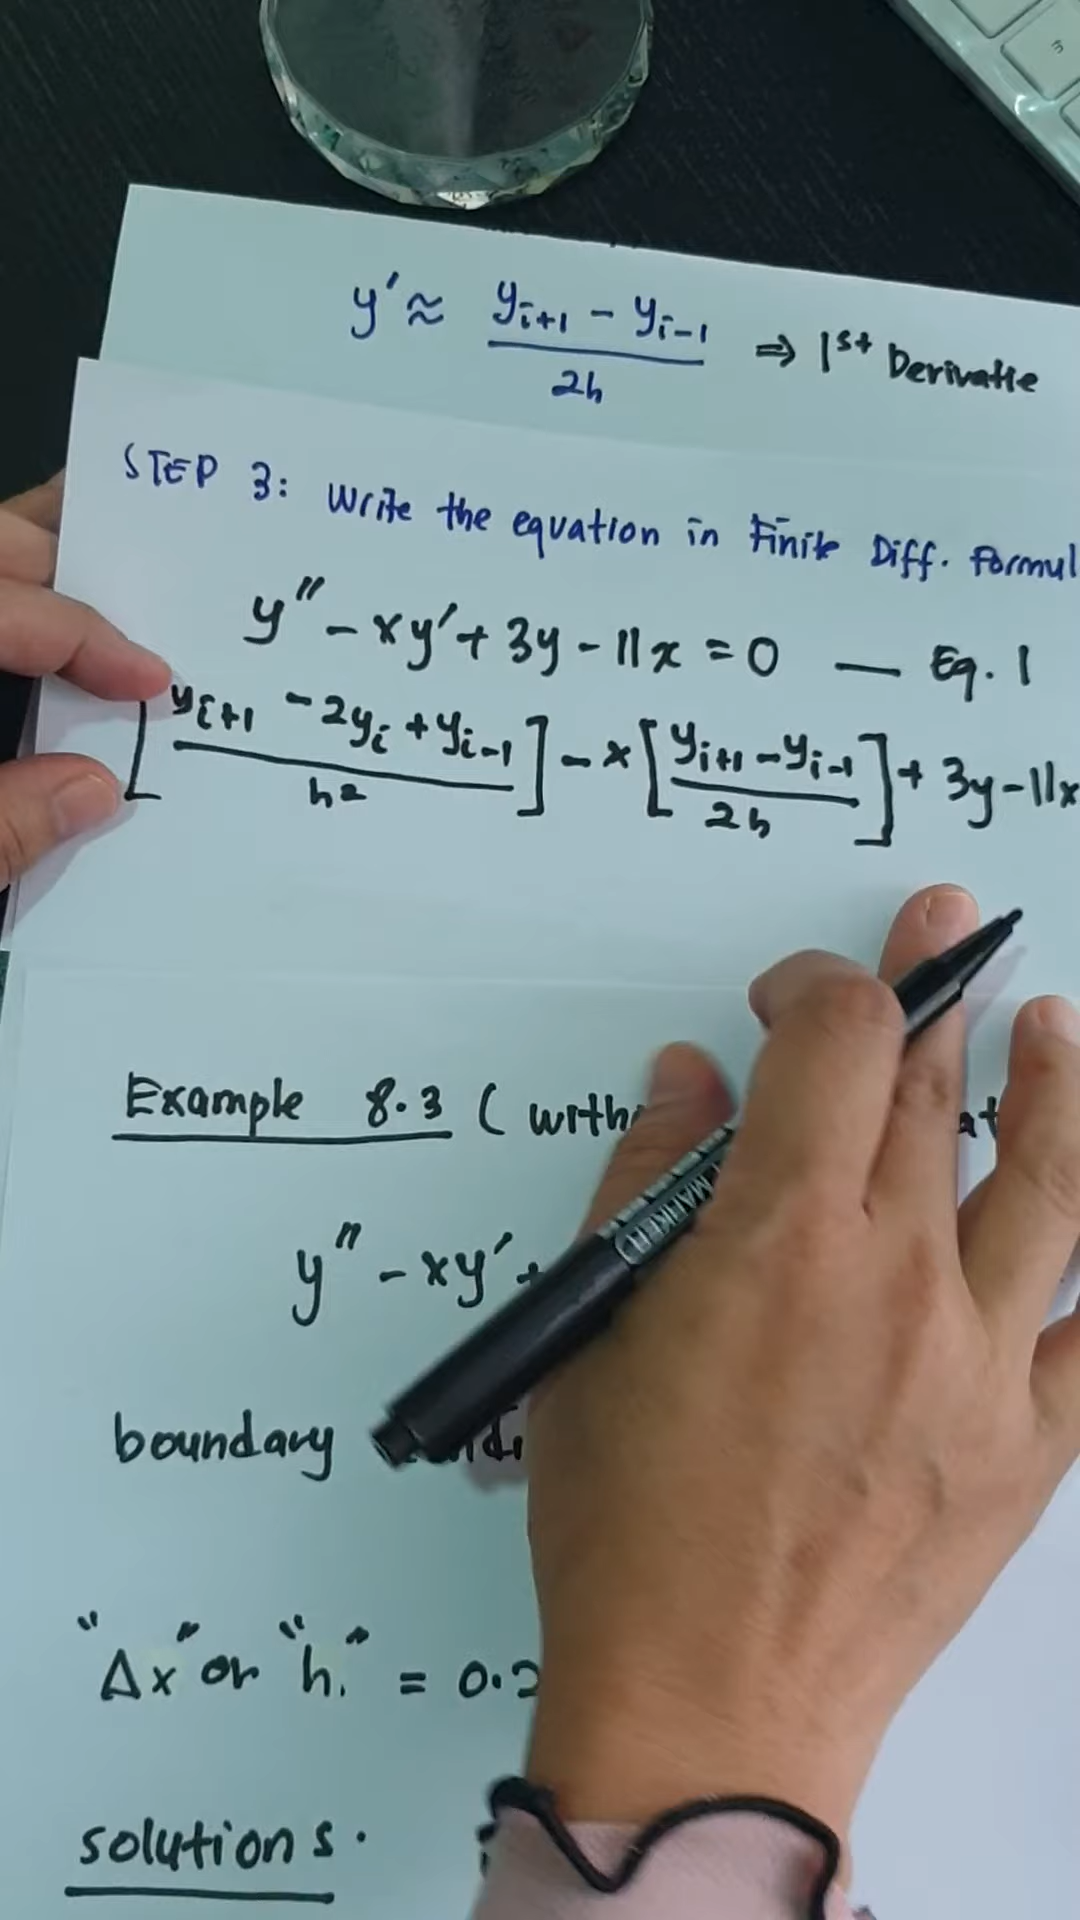 y' ≈ (y_{i+1} - y_{i-1}) / 2h ⇒ 1st Derivatie
STEP 3: Write the equation in Finite Diff. Formul
y" - xy' + 3y - 11x = 0 — Eq. 1
[(y_{i+1} - 2y_i + y_{i-1}) / h²] - x [(y_{i+1} - y_{i-1}) / 2h] + 3y - 11x
Example 8.3 (
y" - xy' +
boundary
"Δx" or "h." = 0.2
solutions.
MARKER